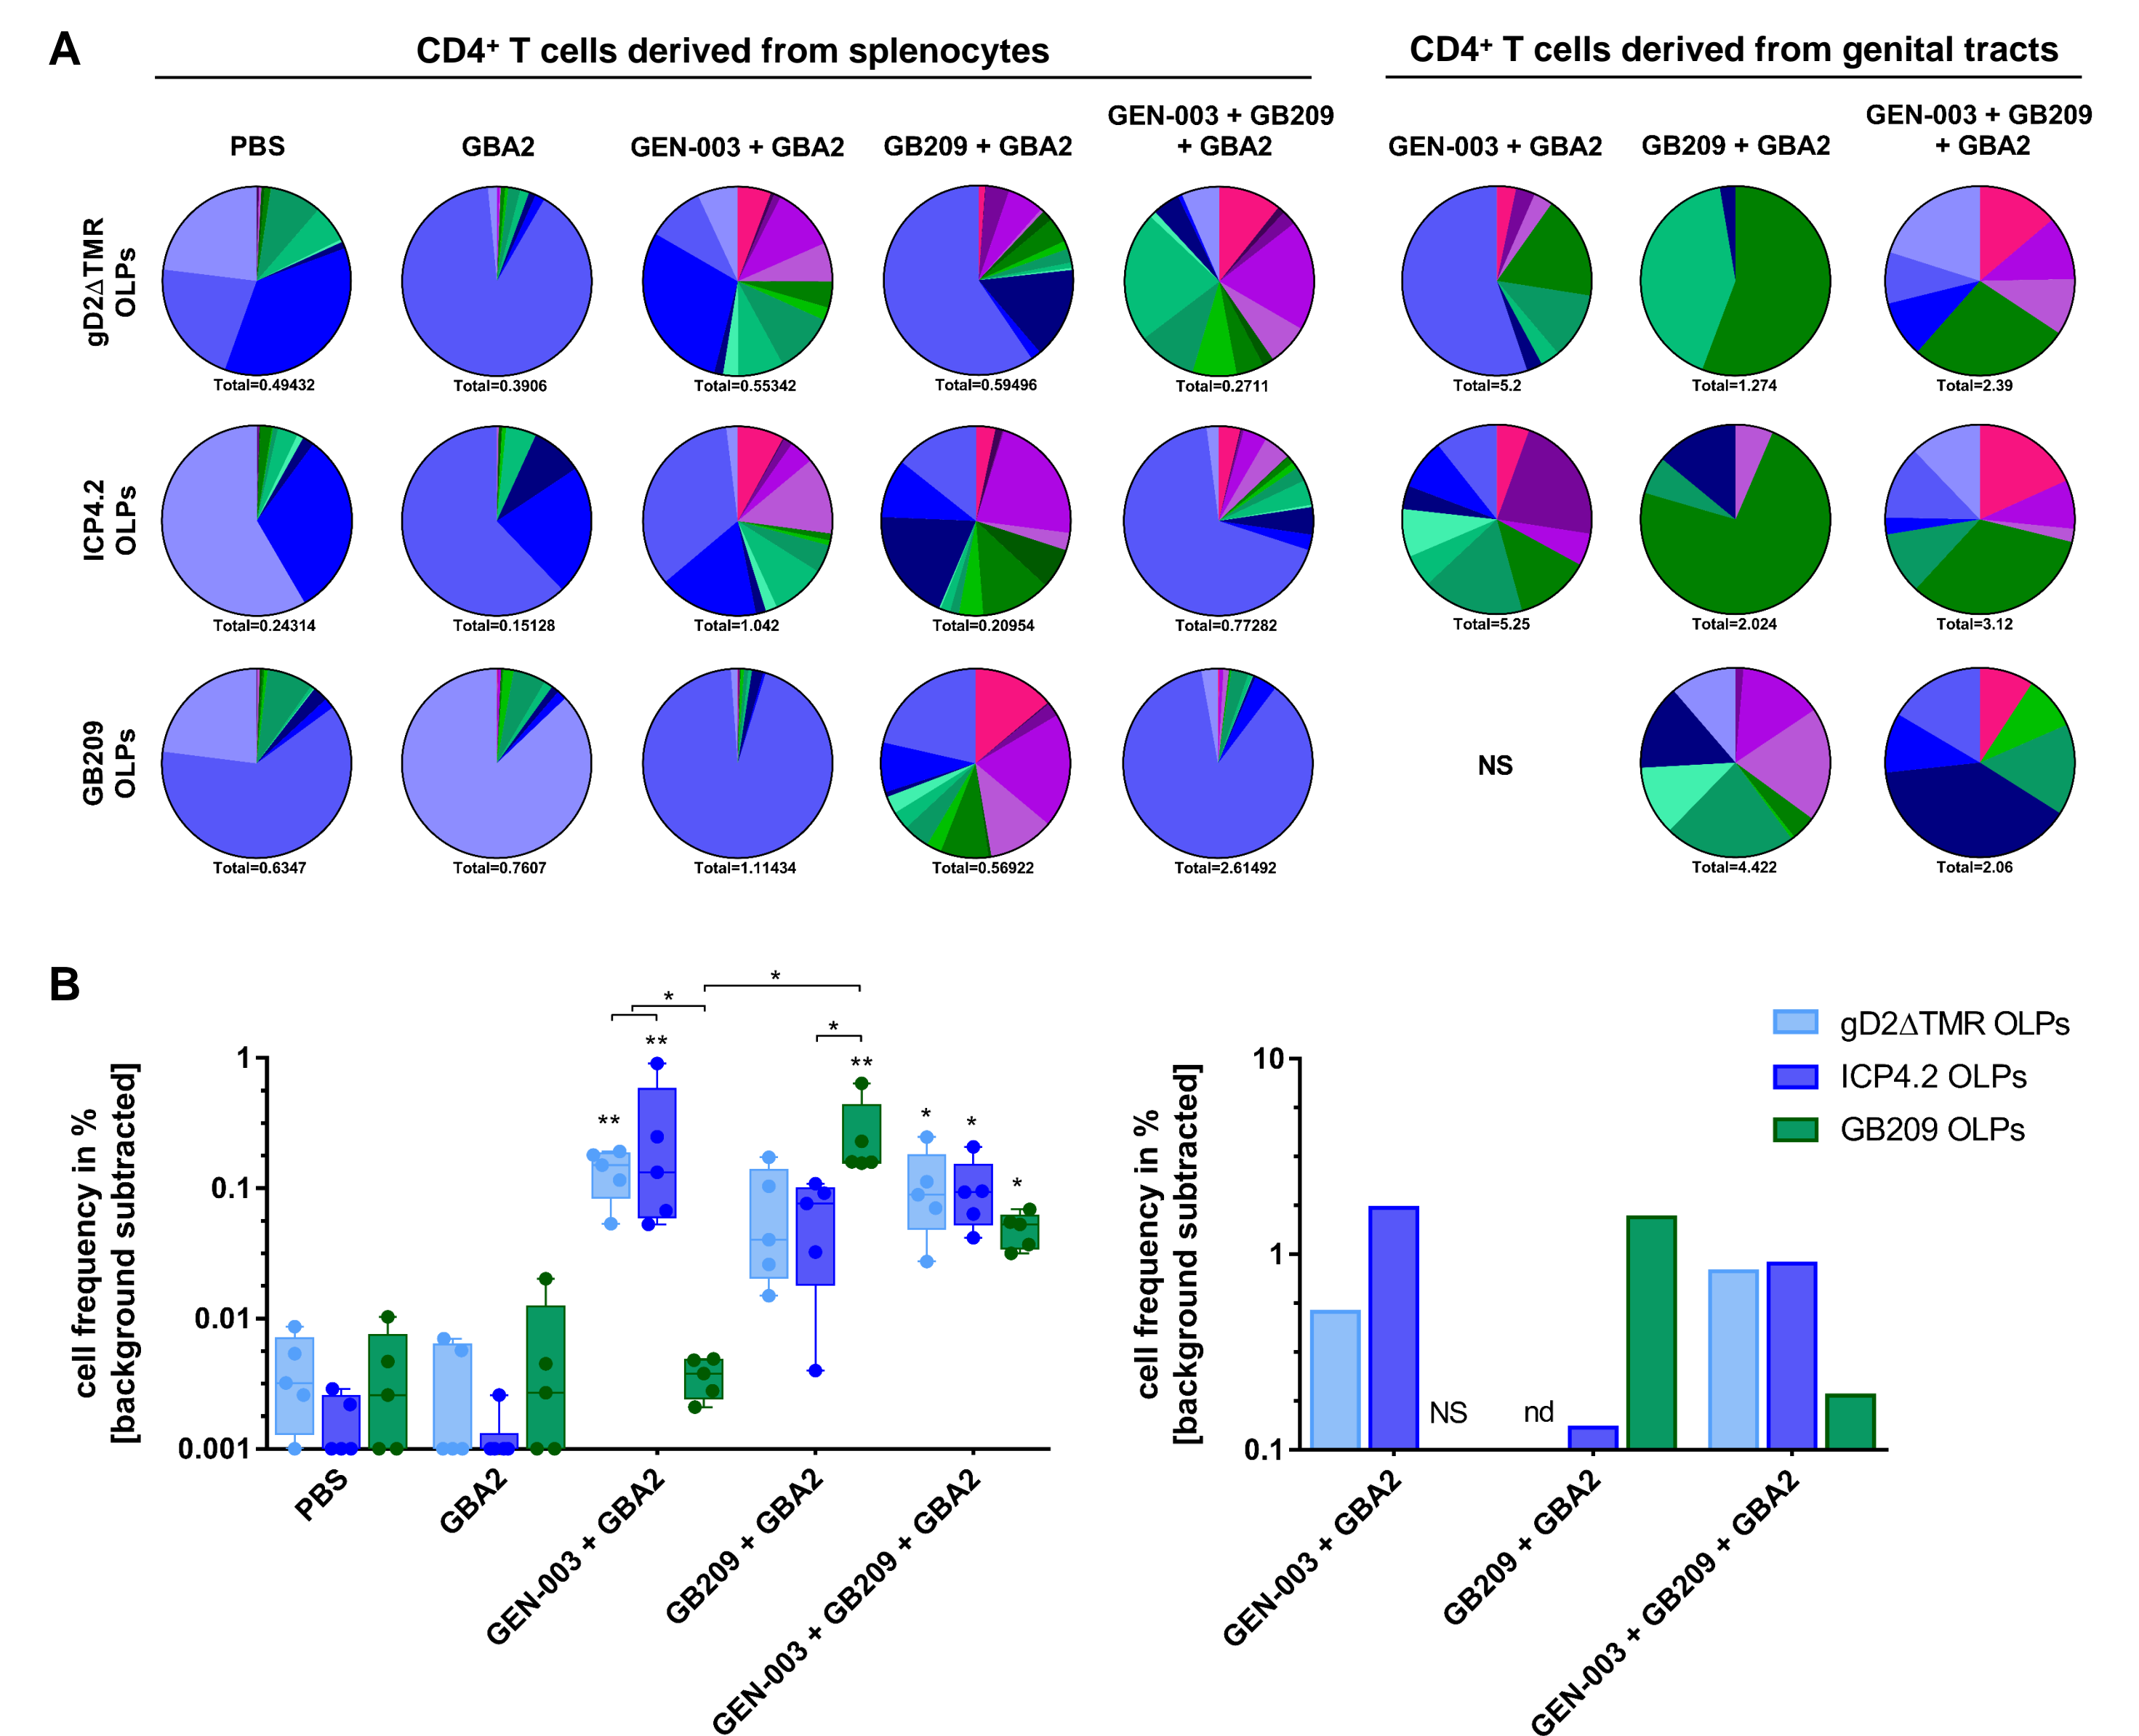 A
CD4⁺ T cells derived from splenocytes
CD4⁺ T cells derived from genital tracts
PBS
GBA2
GEN-003 + GBA2
GB209 + GBA2
GEN-003 + GB209
+ GBA2
GEN-003 + GBA2
GB209 + GBA2
GEN-003 + GB209
+ GBA2
gD2ΔTMR
OLPs
Total=0.49432
Total=0.3906
Total=0.55342
Total=0.59496
Total=0.2711
Total=5.2
Total=1.274
Total=2.39
ICP4.2
OLPs
Total=0.24314
Total=0.15128
Total=1.042
Total=0.20954
Total=0.77282
Total=5.25
Total=2.024
Total=3.12
GB209
OLPs
NS
Total=0.6347
Total=0.7607
Total=1.11434
Total=0.56922
Total=2.61492
Total=4.422
Total=2.06
B
cell frequency in %
[background subtracted]
1
0.1
0.01
0.001
*
*
**
**
*
**
*
*
*
PBS
GBA2
GEN-003 + GBA2
GB209 + GBA2
GEN-003 + GB209 + GBA2
cell frequency in %
[background subtracted]
10
1
0.1
NS
nd
GEN-003 + GBA2
GB209 + GBA2
GEN-003 + GB209 + GBA2
gD2ΔTMR OLPs
ICP4.2 OLPs
GB209 OLPs